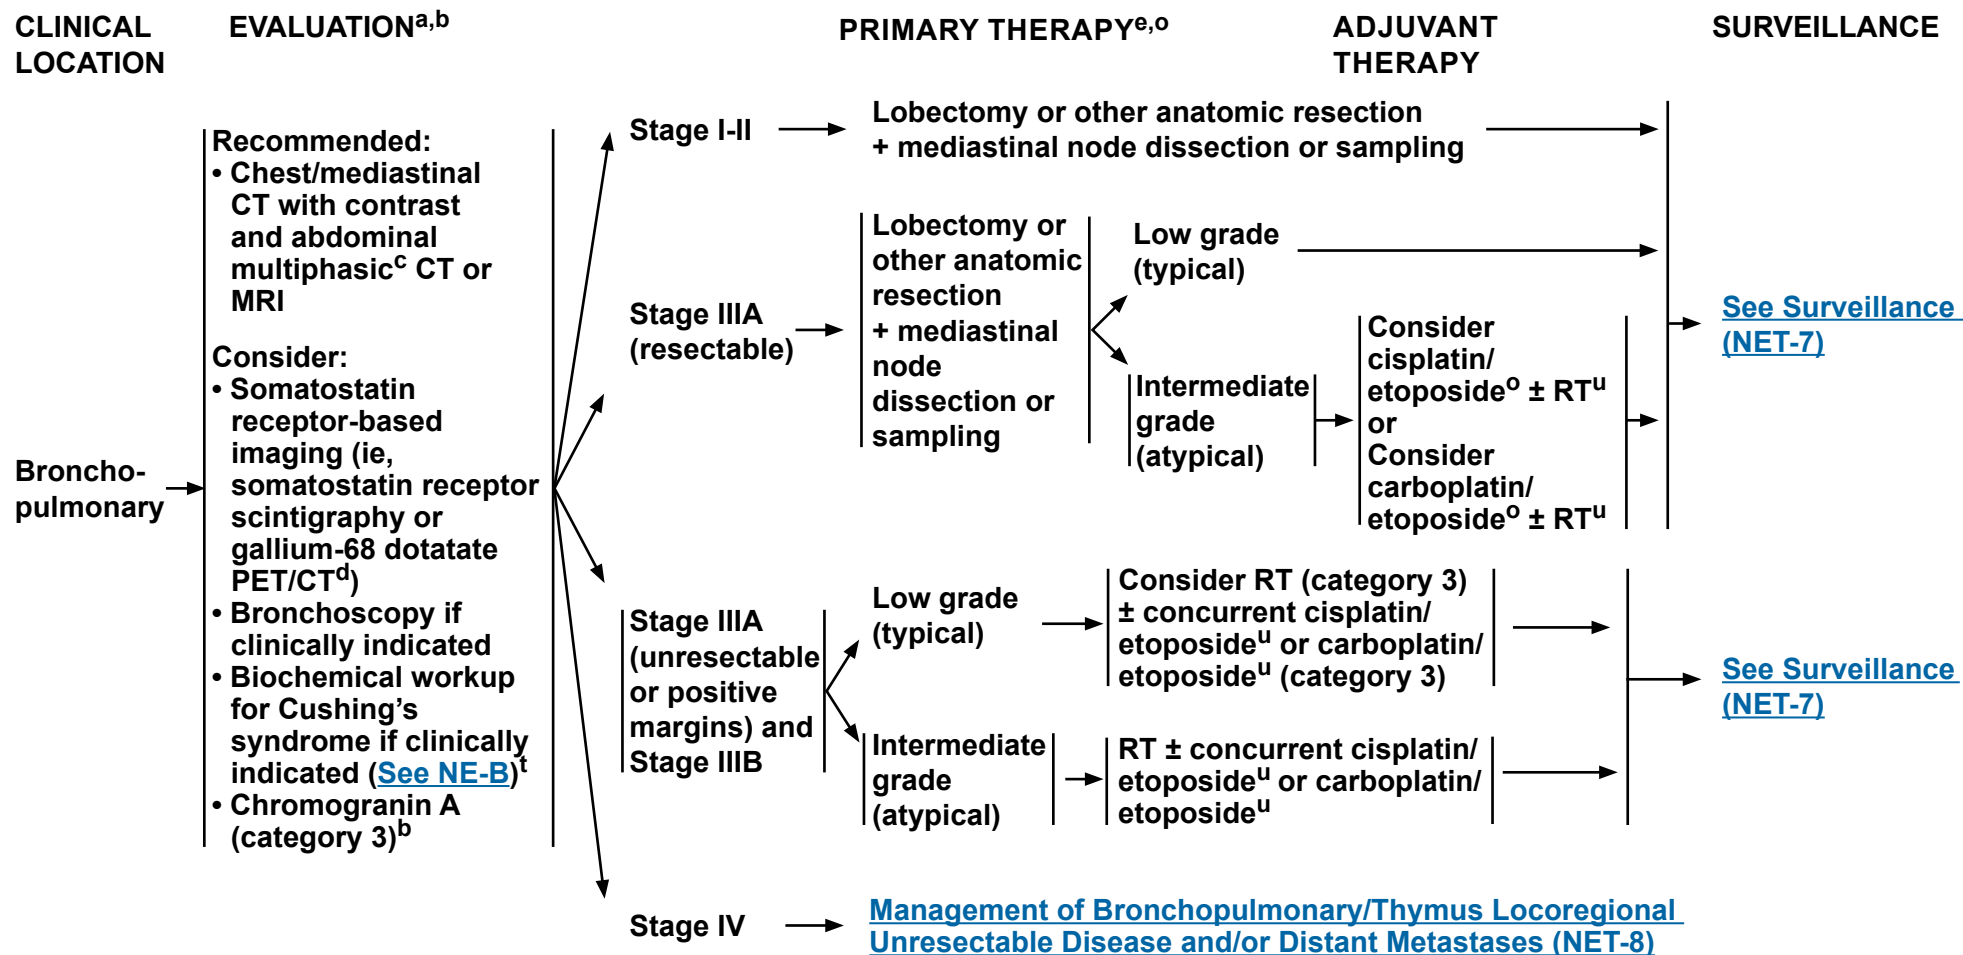 CLINICAL
LOCATION
EVALUATIONa,b
PRIMARY THERAPYe,o
ADJUVANT
THERAPY
SURVEILLANCE
Broncho-
pulmonary
Recommended:
• Chest/mediastinal
CT with contrast
and abdominal
multiphasicc CT or
MRI
Consider:
• Somatostatin
receptor-based
imaging (ie,
somatostatin receptor
scintigraphy or
gallium-68 dotatate
PET/CTd)
• Bronchoscopy if
clinically indicated
• Biochemical workup
for Cushing’s
syndrome if clinically
indicated (See NE-B)t
• Chromogranin A
(category 3)b
Stage I-II
Lobectomy or other anatomic resection
+ mediastinal node dissection or sampling
Stage IIIA
(resectable)
Lobectomy or
other anatomic
resection
+ mediastinal
node
dissection or
sampling
Low grade
(typical)
Intermediate
grade
(atypical)
Consider
cisplatin/
etoposideo ± RTu
or
Consider
carboplatin/
etoposideo ± RTu
See Surveillance
(NET-7)
Stage IIIA
(unresectable
or positive
margins) and
Stage IIIB
Low grade
(typical)
Consider RT (category 3)
± concurrent cisplatin/
etoposideu or carboplatin/
etoposideu (category 3)
Intermediate
grade
(atypical)
RT ± concurrent cisplatin/
etoposideu or carboplatin/
etoposideu
See Surveillance
(NET-7)
Stage IV
Management of Bronchopulmonary/Thymus Locoregional
Unresectable Disease and/or Distant Metastases (NET-8)